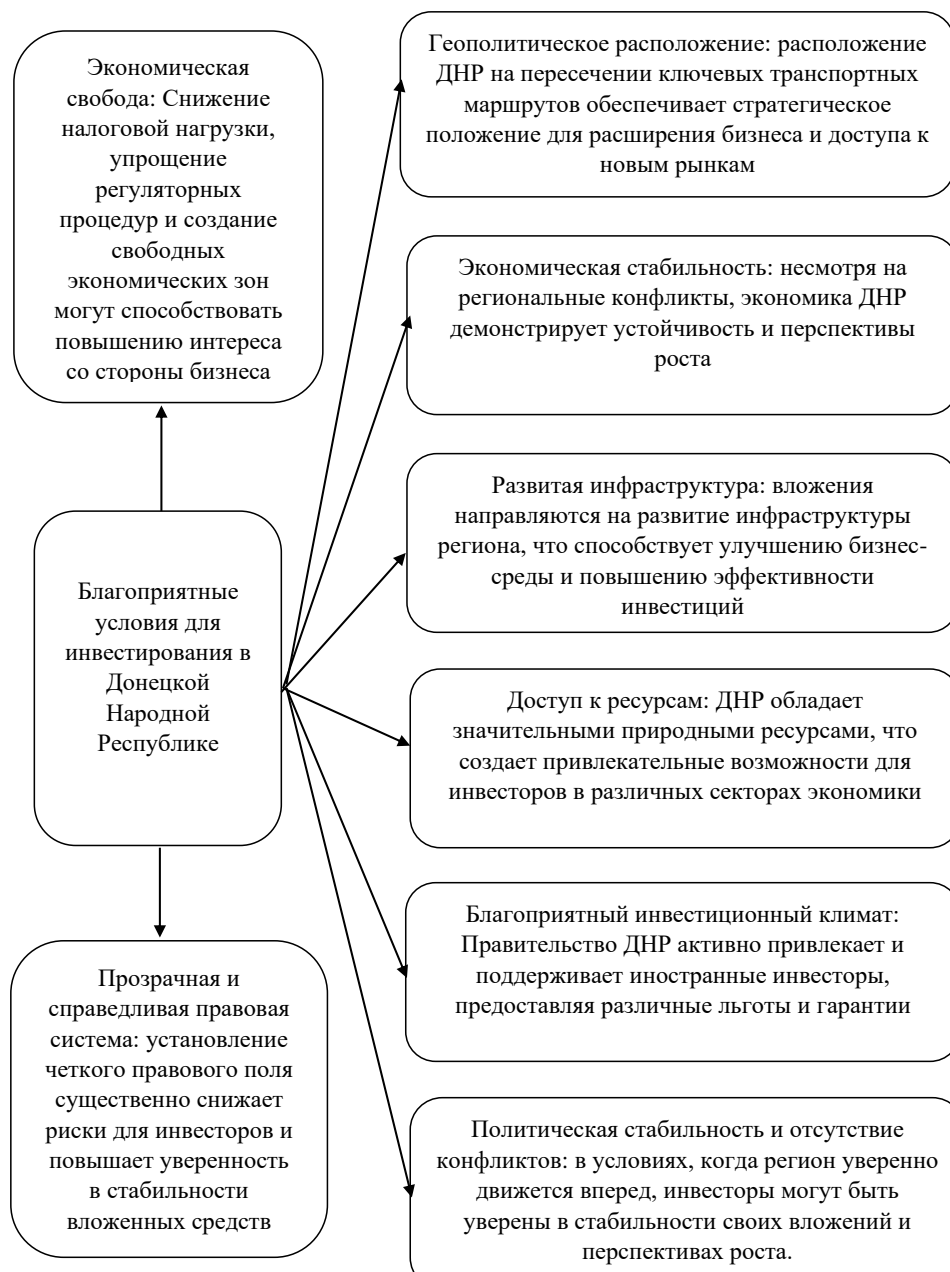 Экономическая
свобода: Снижение
налоговой нагрузки,
упрощение
регуляторных
процедур и создание
свободных
экономических зон
могут способствовать
повышению интереса
со стороны бизнеса
Благоприятные
условия для
инвестирования в
Донецкой
Народной
Республике
Прозрачная и
справедливая правовая
система: установление
четкого правового поля
существенно снижает
риски для инвесторов и
повышает уверенность
в стабильности
вложенных средств
Геополитическое расположение: расположение
ДНР на пересечении ключевых транспортных
маршрутов обеспечивает стратегическое
положение для расширения бизнеса и доступа к
новым рынкам
Экономическая стабильность: несмотря на
региональные конфликты, экономика ДНР
демонстрирует устойчивость и перспективы
роста
Развитая инфраструктура: вложения
направляются на развитие инфраструктуры
региона, что способствует улучшению бизнес-
среды и повышению эффективности
инвестиций
Доступ к ресурсам: ДНР обладает
значительными природными ресурсами, что
создает привлекательные возможности для
инвесторов в различных секторах экономики
Благоприятный инвестиционный климат:
Правительство ДНР активно привлекает и
поддерживает иностранные инвесторы,
предоставляя различные льготы и гарантии
Политическая стабильность и отсутствие
конфликтов: в условиях, когда регион уверенно
движется вперед, инвесторы могут быть
уверены в стабильности своих вложений и
перспективах роста.